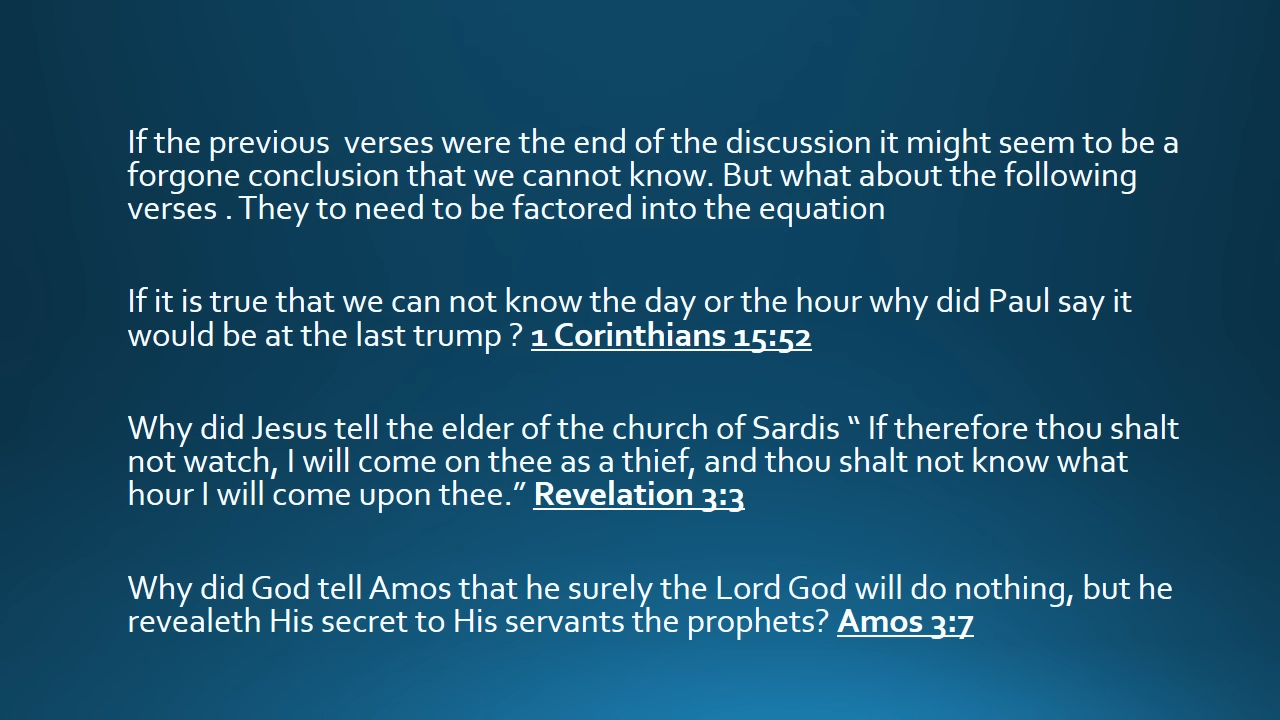 If the previous  verses were the end of the discussion it might seem to be a
forgone conclusion that we cannot know. But what about the following
verses . They to need to be factored into the equation
If it is true that we can not know the day or the hour why did Paul say it
would be at the last trump ? 1 Corinthians 15:52
Why did Jesus tell the elder of the church of Sardis “ If therefore thou shalt
not watch, I will come on thee as a thief, and thou shalt not know what
hour I will come upon thee.” Revelation 3:3
Why did God tell Amos that he surely the Lord God will do nothing, but he
revealeth His secret to His servants the prophets? Amos 3:7